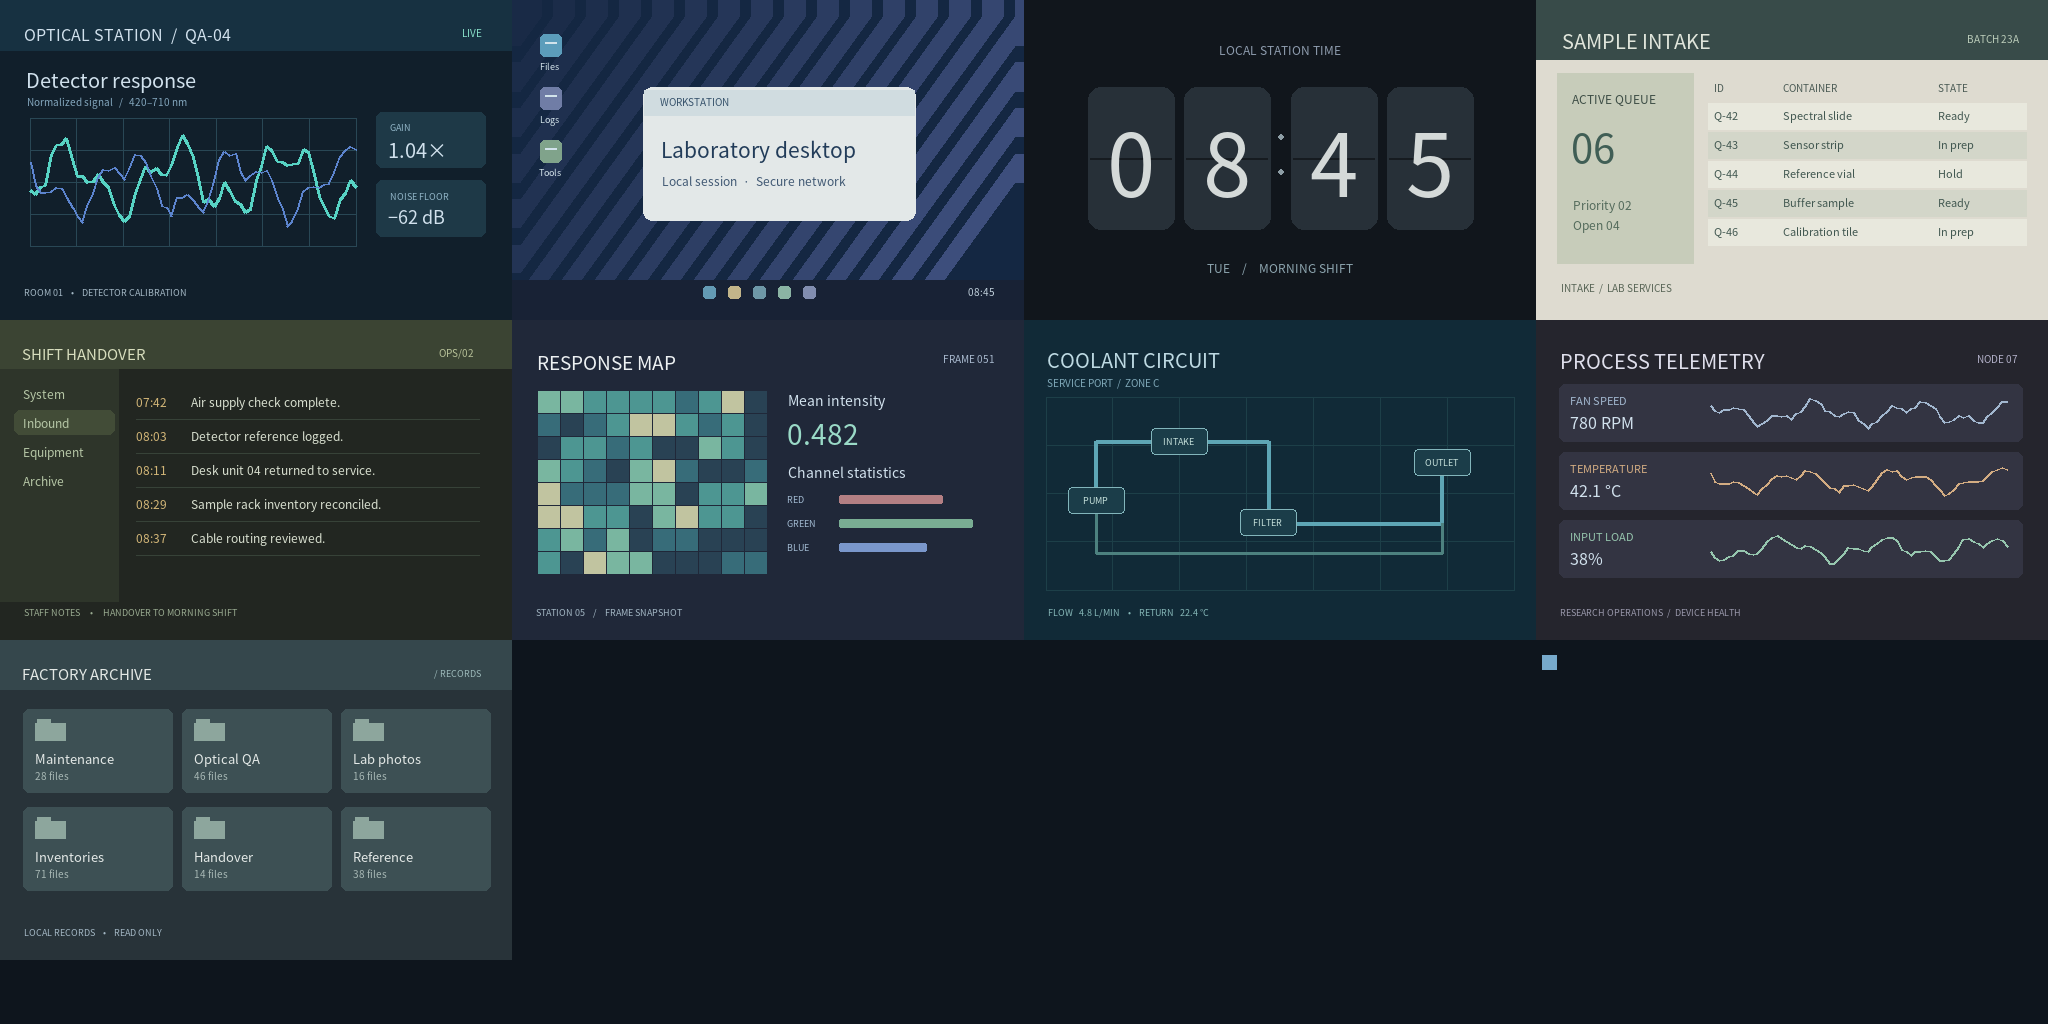 OPTICAL STATION / QA-04
LIVE
Detector response
Normalized signal / 420–710 nm
GAIN
1.04×
NOISE FLOOR
−62 dB
ROOM 01 • DETECTOR CALIBRATION
Files
Logs
Tools
WORKSTATION
Laboratory desktop
Local session · Secure network
08:45
LOCAL STATION TIME
08:45
TUE / MORNING SHIFT
SAMPLE INTAKE
BATCH 23A
ACTIVE QUEUE
06
Priority 02
Open 04
ID CONTAINER STATE
Q-42 Spectral slide Ready
Q-43 Sensor strip In prep
Q-44 Reference vial Hold
Q-45 Buffer sample Ready
Q-46 Calibration tile In prep
INTAKE / LAB SERVICES
SHIFT HANDOVER
OPS/02
System
Inbound
Equipment
Archive
07:42 Air supply check complete.
08:03 Detector reference logged.
08:11 Desk unit 04 returned to service.
08:29 Sample rack inventory reconciled.
08:37 Cable routing reviewed.
STAFF NOTES • HANDOVER TO MORNING SHIFT
RESPONSE MAP
FRAME 051
Mean intensity
0.482
Channel statistics
RED
GREEN
BLUE
STATION 05 / FRAME SNAPSHOT
COOLANT CIRCUIT
SERVICE PORT / ZONE C
INTAKE
OUTLET
PUMP
FILTER
FLOW 4.8 L/MIN • RETURN 22.4 °C
PROCESS TELEMETRY
NODE 07
FAN SPEED
780 RPM
TEMPERATURE
42.1 °C
INPUT LOAD
38%
RESEARCH OPERATIONS / DEVICE HEALTH
FACTORY ARCHIVE
/ RECORDS
Maintenance
28 files
Optical QA
46 files
Lab photos
16 files
Inventories
71 files
Handover
14 files
Reference
38 files
LOCAL RECORDS • READ ONLY